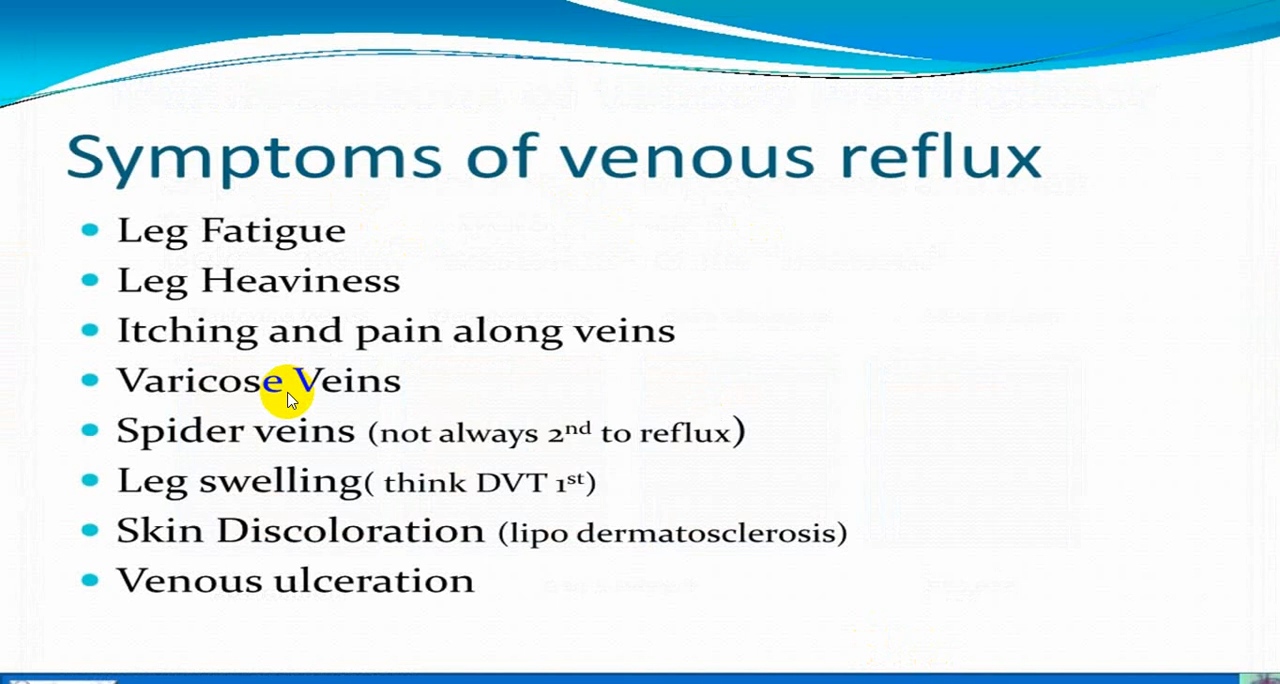 Symptoms of venous reflux
• Leg Fatigue
• Leg Heaviness
• Itching and pain along veins
• Varicose Veins
• Spider veins (not always 2nd to reflux)
• Leg swelling( think DVT 1st)
• Skin Discoloration (lipo dermatosclerosis)
• Venous ulceration